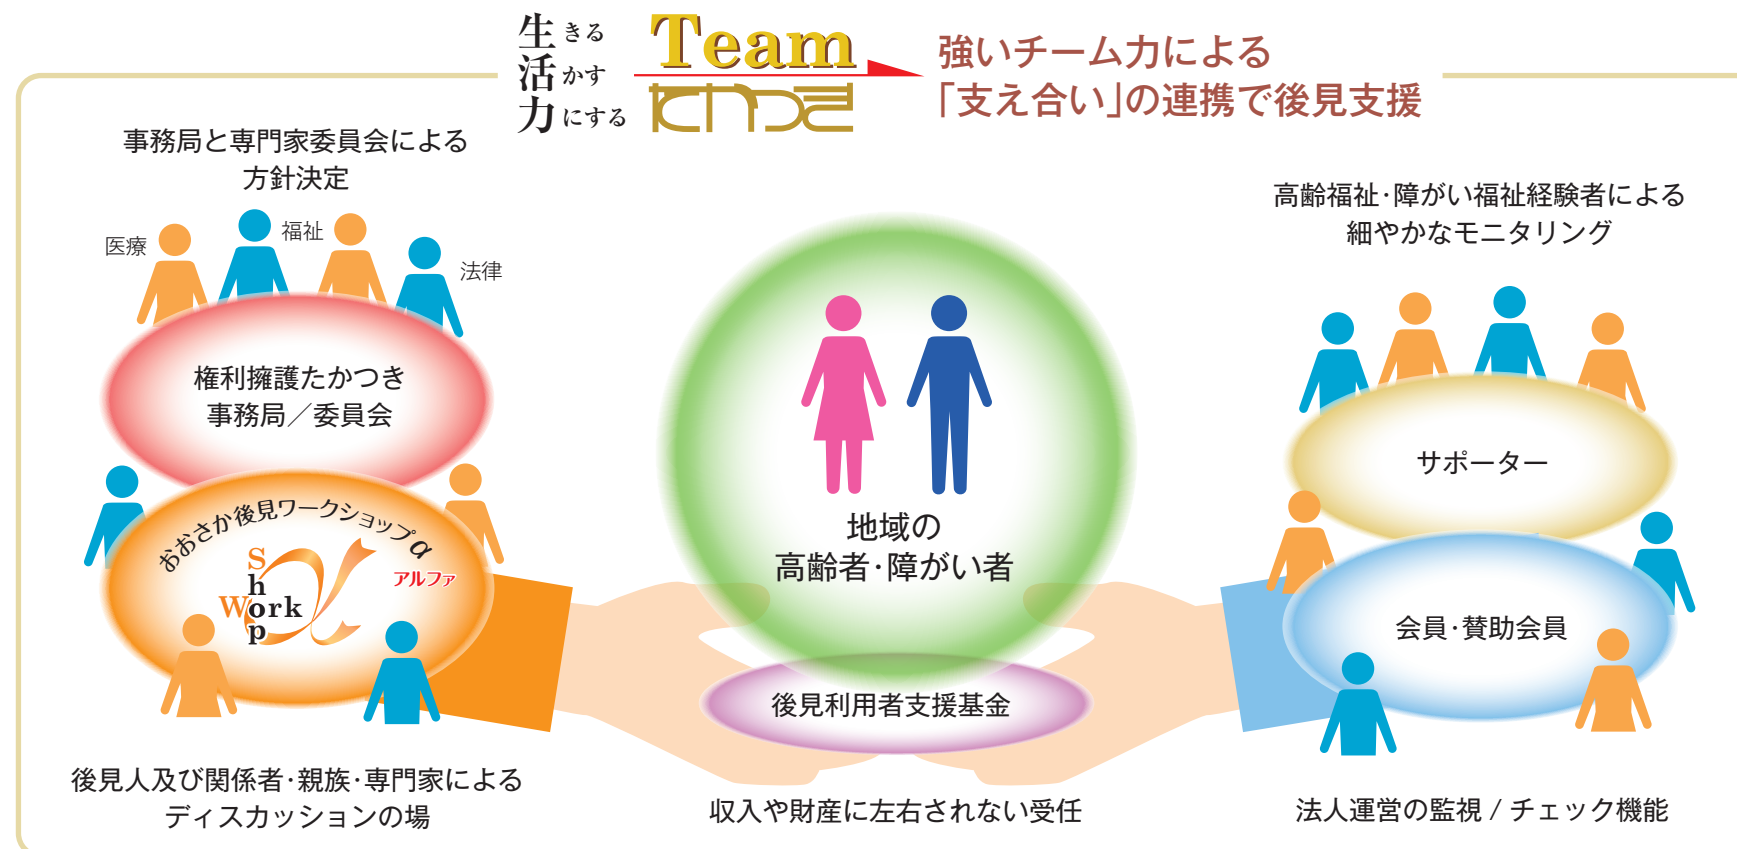 生きる
活かす
力にする
Team
強いチーム力による
「支え合い」の連携で後見支援
事務局と専門家委員会による
方針決定
医療
福祉
法律
権利擁護たかつき
事務局／委員会
おおさか後見ワークショップα
アルファ
Work
Shop
後見人及び関係者・親族・専門家による
ディスカッションの場
地域の
高齢者・障がい者
後見利用者支援基金
収入や財産に左右されない受任
高齢福祉・障がい福祉経験者による
細やかなモニタリング
サポーター
会員・賛助会員
法人運営の監視 / チェック機能